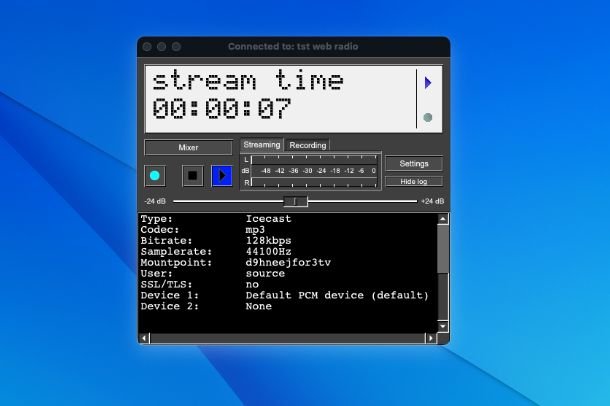 Connected to: tst web radio
stream time
00:00:07
Mixer
Streaming Recording
L
dB -48 -42 -36 -30 -24 -18 -12 -6 0
R
Settings
Hide log
-24 dB +24 dB
Type: Icecast
Codec: mp3
Bitrate: 128kbps
Samplerate: 44100Hz
Mountpoint: d9hneejfor3tv
User: source
SSL/TLS: no
Device 1: Default PCM device (default)
Device 2: None